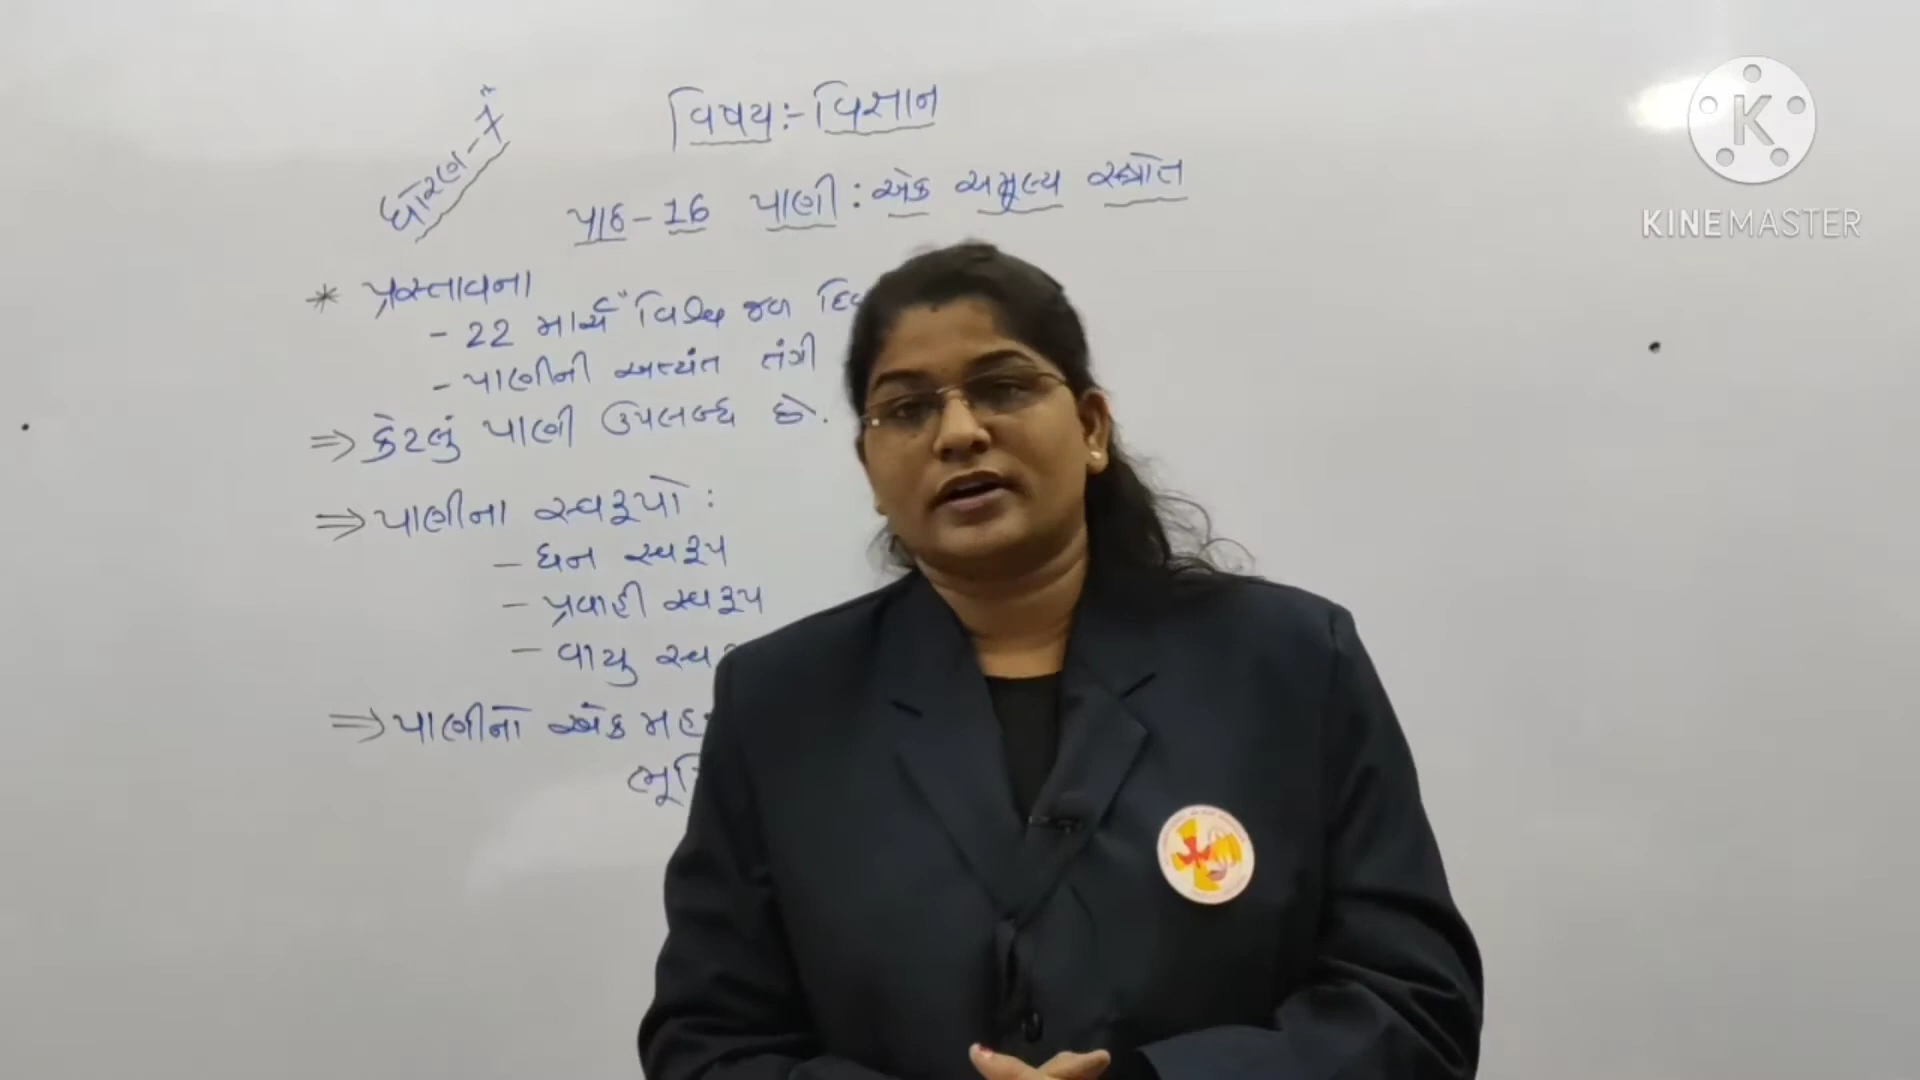 ધોરણ-7
વિષય:- વિજ્ઞાન
પાઠ-16 પાણી : એક અમૂલ્ય સ્ત્રોત
* પ્રસ્તાવના
- 22 માર્ચ " વિશ્વ જળ
- પાણીની અત્યંત તંગી
⇒ કેટલું પાણી ઉપલબ્ધ છે.
⇒ પાણીના સ્વરૂપો :
- ઘન સ્વરૂપ
- પ્રવાહી સ્વરૂપ
- વાયુ
⇒ પાણીનો એક
K
KINEMASTER